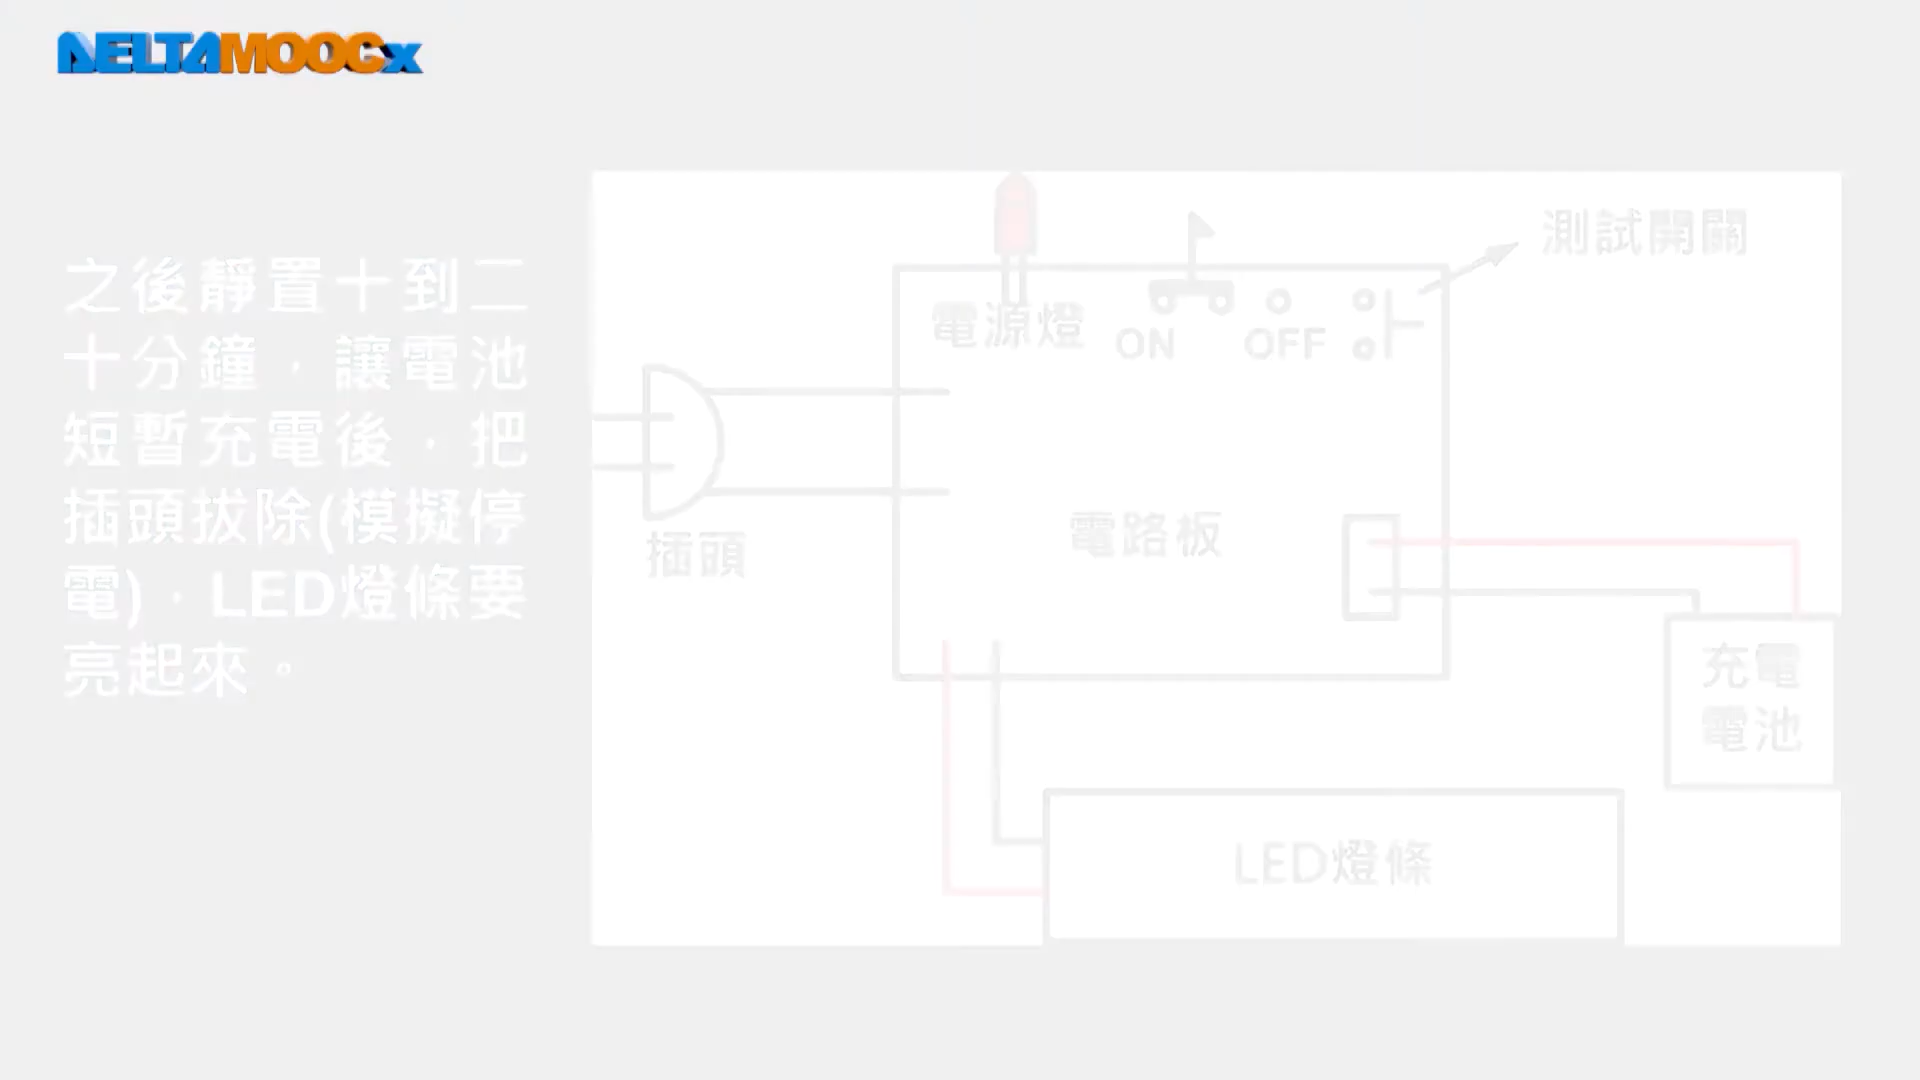 DELTAMOOCx
之後靜置十到二
十分鐘，讓電池
短暫充電後，把
插頭拔除(模擬停
電)，LED燈條要
亮起來。
測試開關
電源燈
ON OFF
插頭
電路板
充電
電池
LED燈條